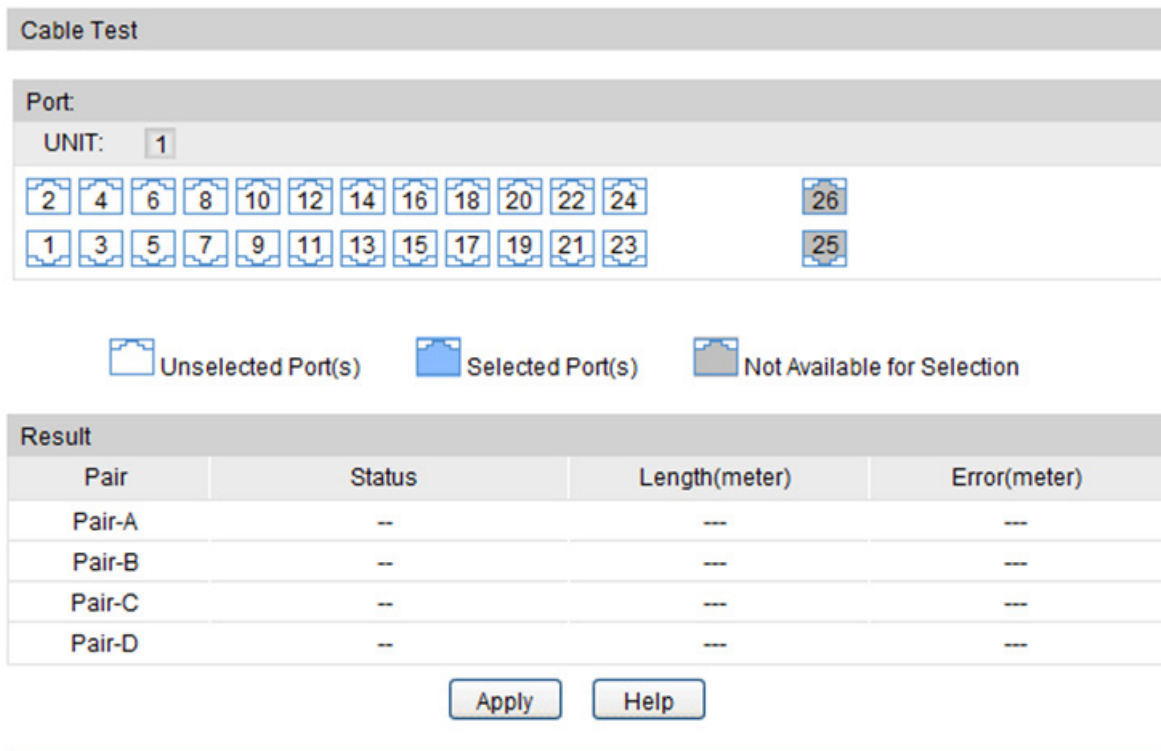 Cable Test
Port:
UNIT: 1
2 4 6 8 10 12 14 16 18 20 22 24 26
1 3 5 7 9 11 13 15 17 19 21 23 25
Unselected Port(s) Selected Port(s) Not Available for Selection
Result
Pair Status Length(meter) Error(meter)
Pair-A -- --- ---
Pair-B -- --- ---
Pair-C -- --- ---
Pair-D -- --- ---
Apply Help